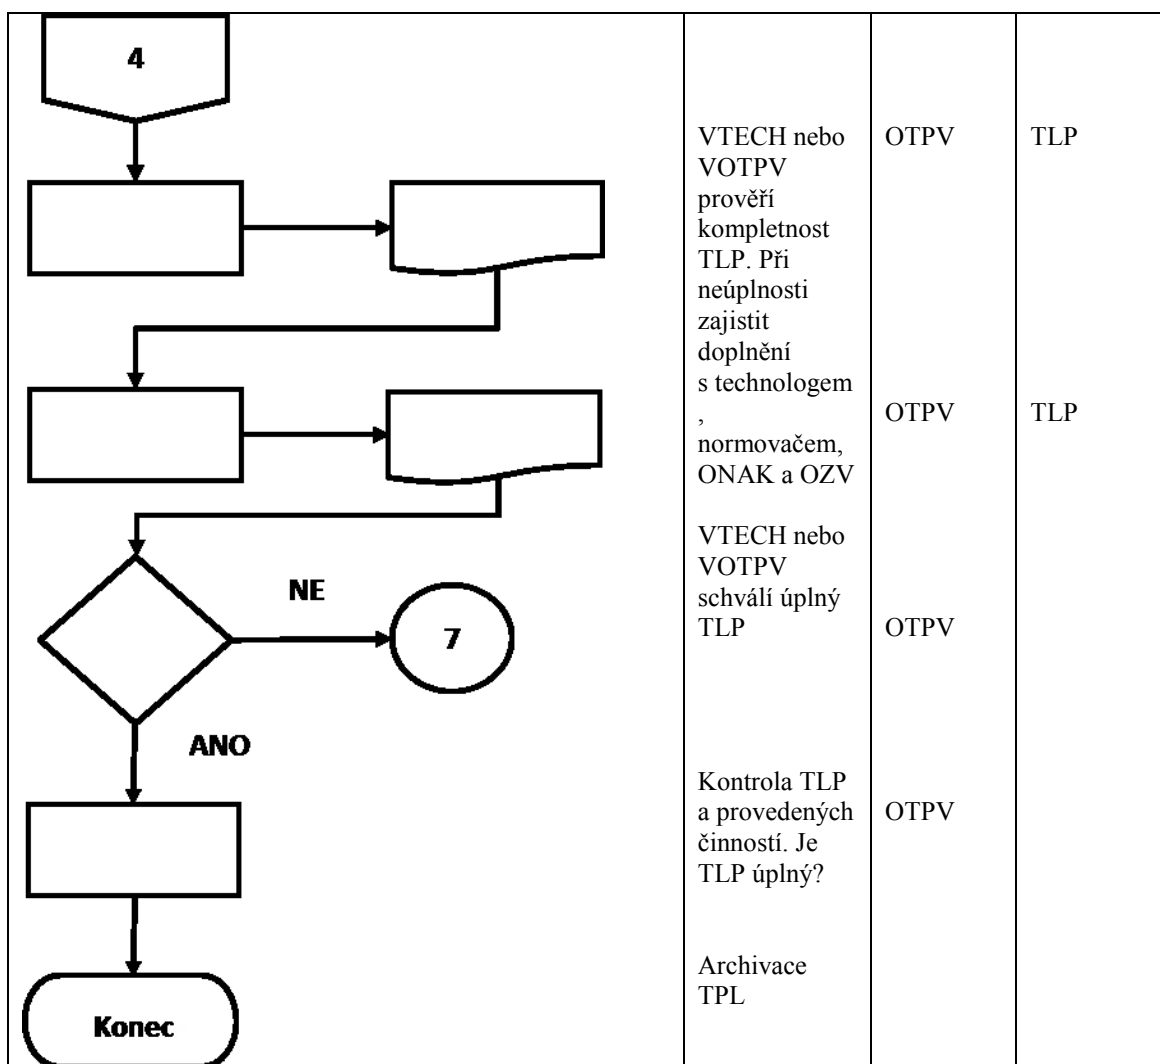 4
NE
7
ANO
Konec
VTECH nebo
VOTPV
prověří
kompletnost
TLP. Při
neúplnosti
zajistit
doplnění
s technologem
,
normovačem,
ONAK a OZV
VTECH nebo
VOTPV
schválí úplný
TLP
Kontrola TLP
a provedených
činností. Je
TLP úplný?
Archivace
TPL
OTPV
OTPV
OTPV
OTPV
TLP
TLP